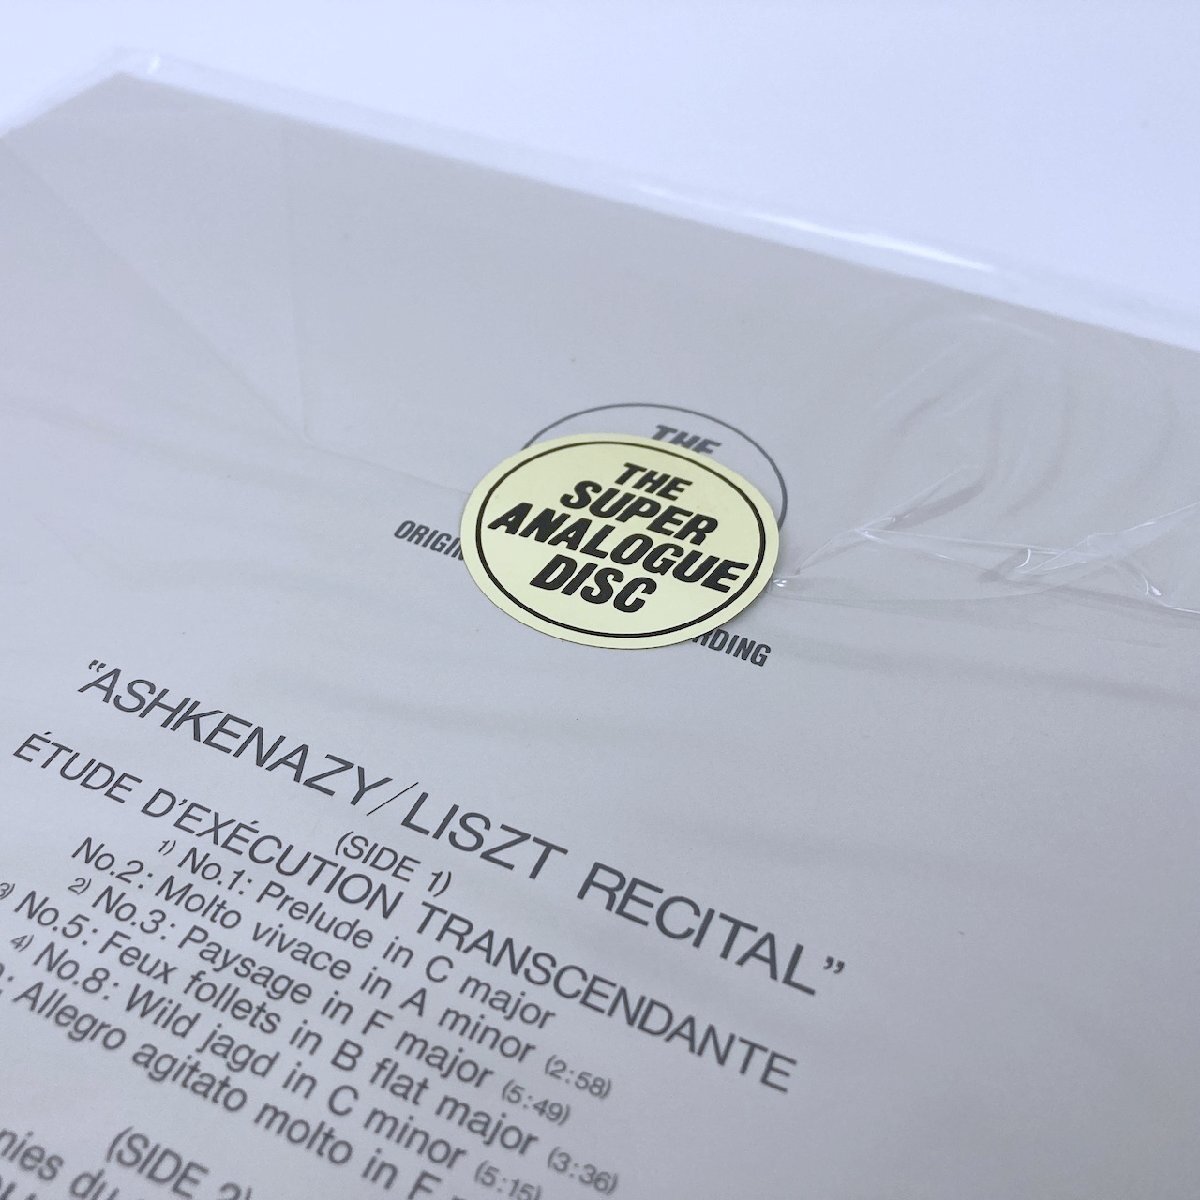 THE
THE
SUPER
ANALOGUE
DISC
"ASHKENAZY/LISZT RECITAL"
ÉTUDE D'EXÉCUTION TRANSCENDANTE
(SIDE 1)
1) No.1: Prelude in C major
No.2: Molto vivace in A minor (2:58)
2) No.3: Paysage in F major (5:49)
3) No.5: Feux follets in B flat major (3:36)
4) No.8: Wild jagd in C minor (5:15)
Allegro agitato molto in F
(SIDE 2)
du